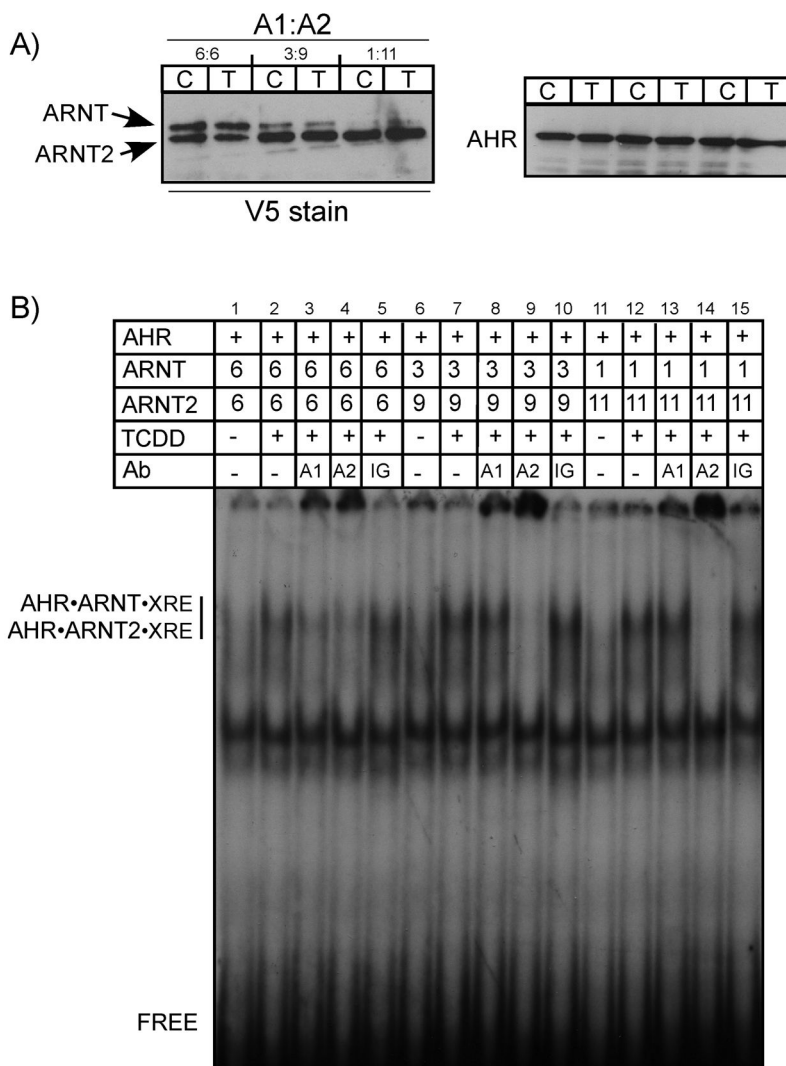 A)
A1:A2
6:6 3:9 1:11
C T C T C T
ARNT
ARNT2
V5 stain
C T C T C T
AHR
B)
1 2 3 4 5 6 7 8 9 10 11 12 13 14 15
AHR + + + + + + + + + + + + + + +
ARNT 6 6 6 6 6 3 3 3 3 3 1 1 1 1 1
ARNT2 6 6 6 6 6 9 9 9 9 9 11 11 11 11 11
TCDD - + + + + - + + + + - + + + +
Ab - - A1 A2 IG - - A1 A2 IG - - A1 A2 IG
AHR•ARNT•XRE
AHR•ARNT2•XRE
FREE